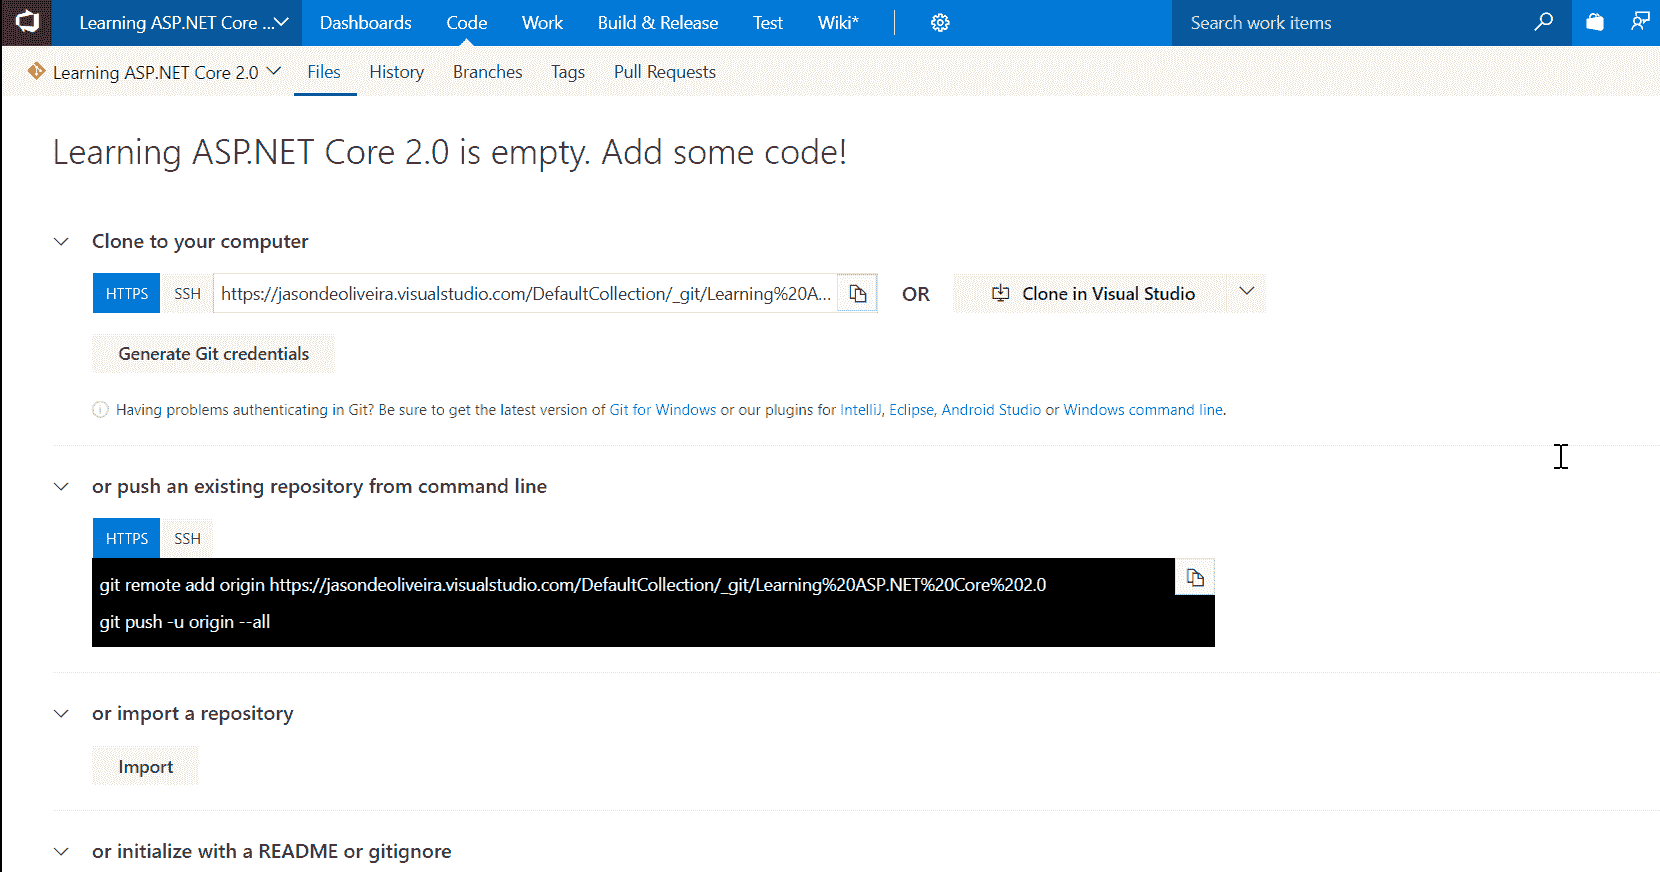 Learning ASP.NET Core ... Dashboards Code Work Build & Release Test Wiki* Search work items
Learning ASP.NET Core 2.0 Files History Branches Tags Pull Requests
Learning ASP.NET Core 2.0 is empty. Add some code!
Clone to your computer
HTTPS SSH https://jasondeoliveira.visualstudio.com/DefaultCollection/_git/Learning%20A... OR Clone in Visual Studio
Generate Git credentials
Having problems authenticating in Git? Be sure to get the latest version of Git for Windows or our plugins for IntelliJ, Eclipse, Android Studio or Windows command line.
or push an existing repository from command line
HTTPS SSH
git remote add origin https://jasondeoliveira.visualstudio.com/DefaultCollection/_git/Learning%20ASP.NET%20Core%202.0
git push -u origin --all
or import a repository
Import
or initialize with a README or gitignore